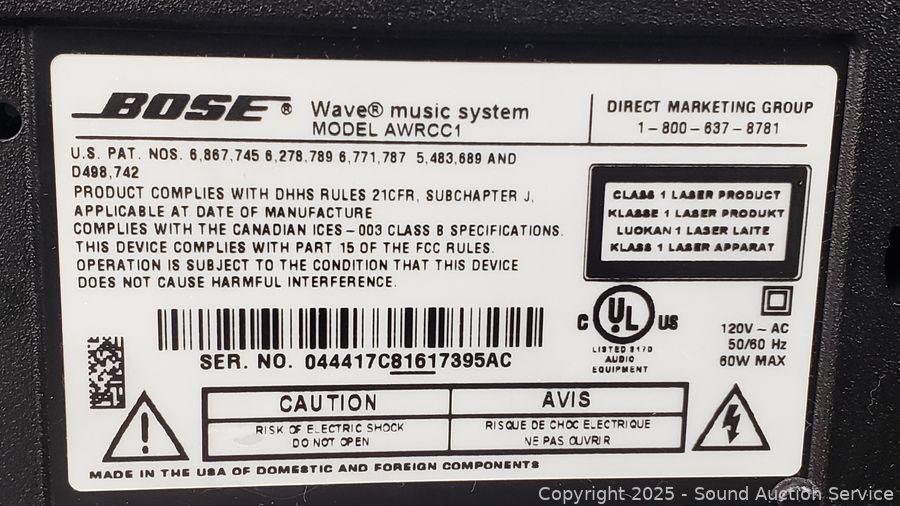 BOSE®
Wave® music system
MODEL AWRCC1
DIRECT MARKETING GROUP
1-800-637-8781
U.S. PAT. NOS. 6,867,745 6,278,789 6,771,787 5,483,689 AND
D498,742
PRODUCT COMPLIES WITH DHHS RULES 21CFR, SUBCHAPTER J,
APPLICABLE AT DATE OF MANUFACTURE
COMPLIES WITH THE CANADIAN ICES-003 CLASS B SPECIFICATIONS.
THIS DEVICE COMPLIES WITH PART 15 OF THE FCC RULES.
OPERATION IS SUBJECT TO THE CONDITION THAT THIS DEVICE
DOES NOT CAUSE HARMFUL INTERFERENCE.
CLASS 1 LASER PRODUCT
KLASSE 1 LASER PRODUKT
LUOKAN 1 LASER LAITE
KLASS 1 LASER APPARAT
C UL US
LISTED 8170
AUDIO
EQUIPMENT
120V ~ AC
50/60 Hz
60W MAX
SER. NO. 044417C81617395AC
CAUTION
RISK OF ELECTRIC SHOCK
DO NOT OPEN
AVIS
RISQUE DE CHOC ELECTRIQUE
NE PAS OUVRIR
MADE IN THE USA OF DOMESTIC AND FOREIGN COMPONENTS
Copyright 2025 - Sound Auction Service